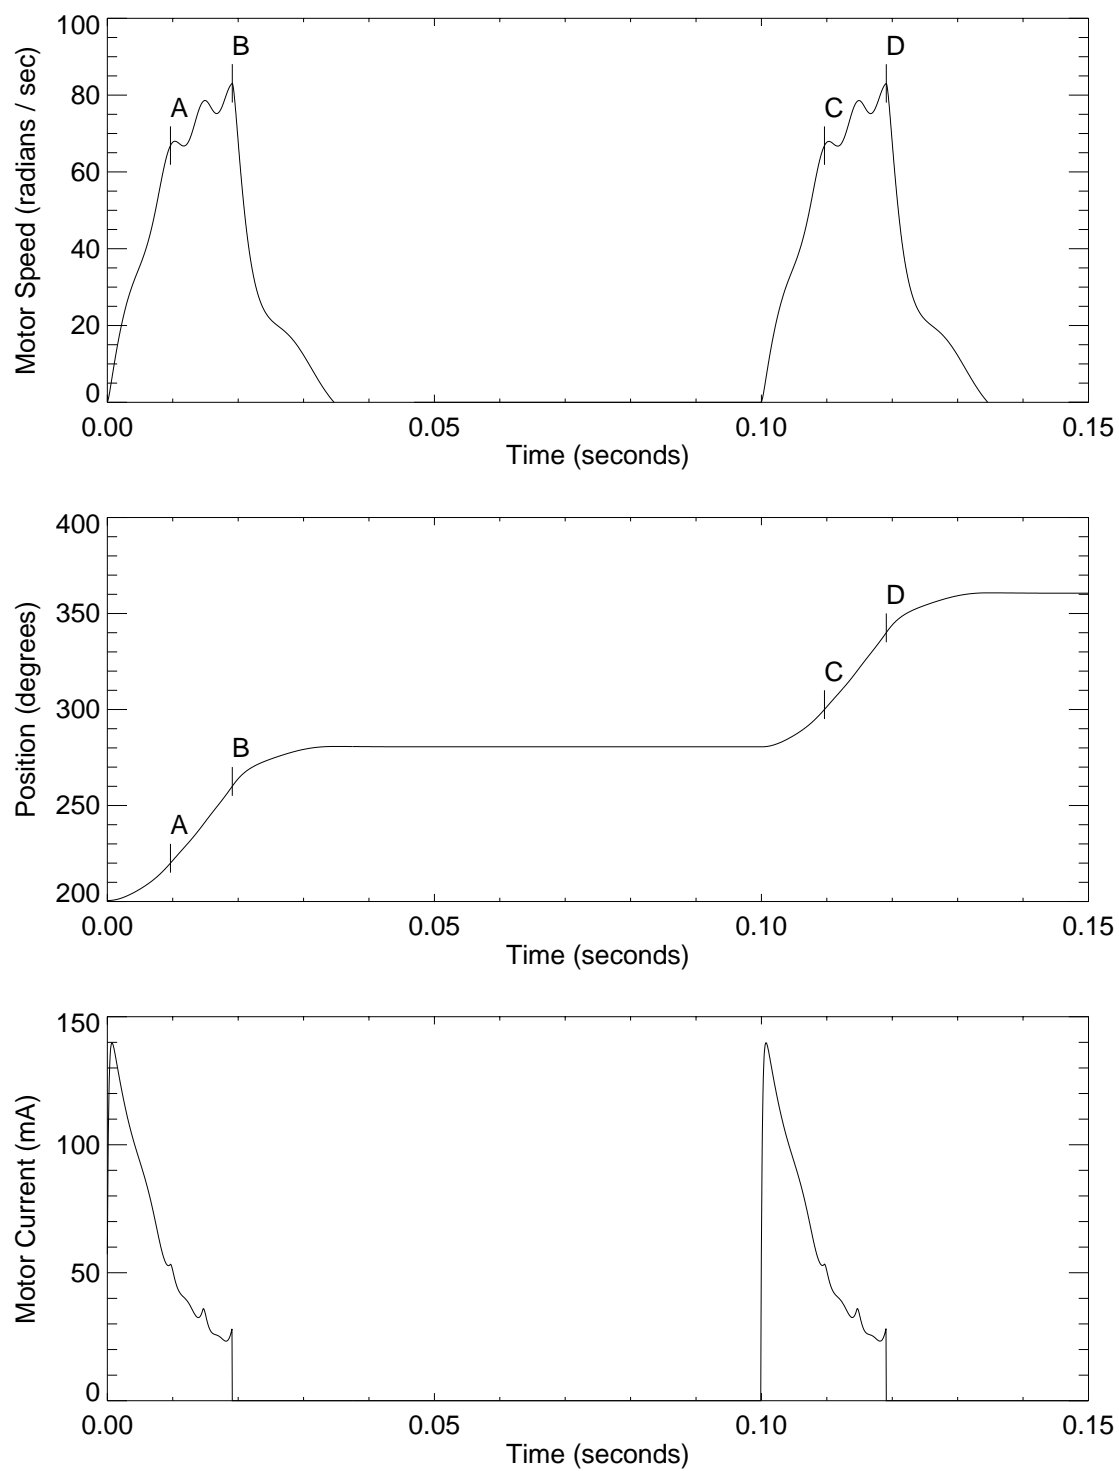 Motor Speed (radians / sec)
100
80
60
40
20
0
A
B
C
D
0.00
0.05
0.10
0.15
Time (seconds)
Position (degrees)
400
350
300
250
200
A
B
C
D
0.00
0.05
0.10
0.15
Time (seconds)
Motor Current (mA)
150
100
50
0
0.00
0.05
0.10
0.15
Time (seconds)